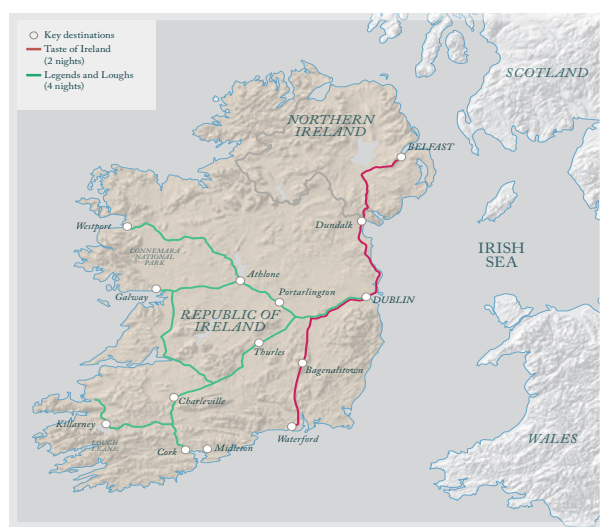 Key destinations
Taste of Ireland
(2 nights)
Legends and Loughs
(4 nights)
SCOTLAND
NORTHERN
IRELAND
BELFAST
Dundalk
Westport
CONNEMARA
NATIONAL
PARK
IRISH
SEA
Athlone
Galway
Portarlington
DUBLIN
REPUBLIC OF
IRELAND
Thurles
Bagenalstown
Charleville
Killarney
Waterford
WALES
LOUGH
LEANE
Cork
Midleton